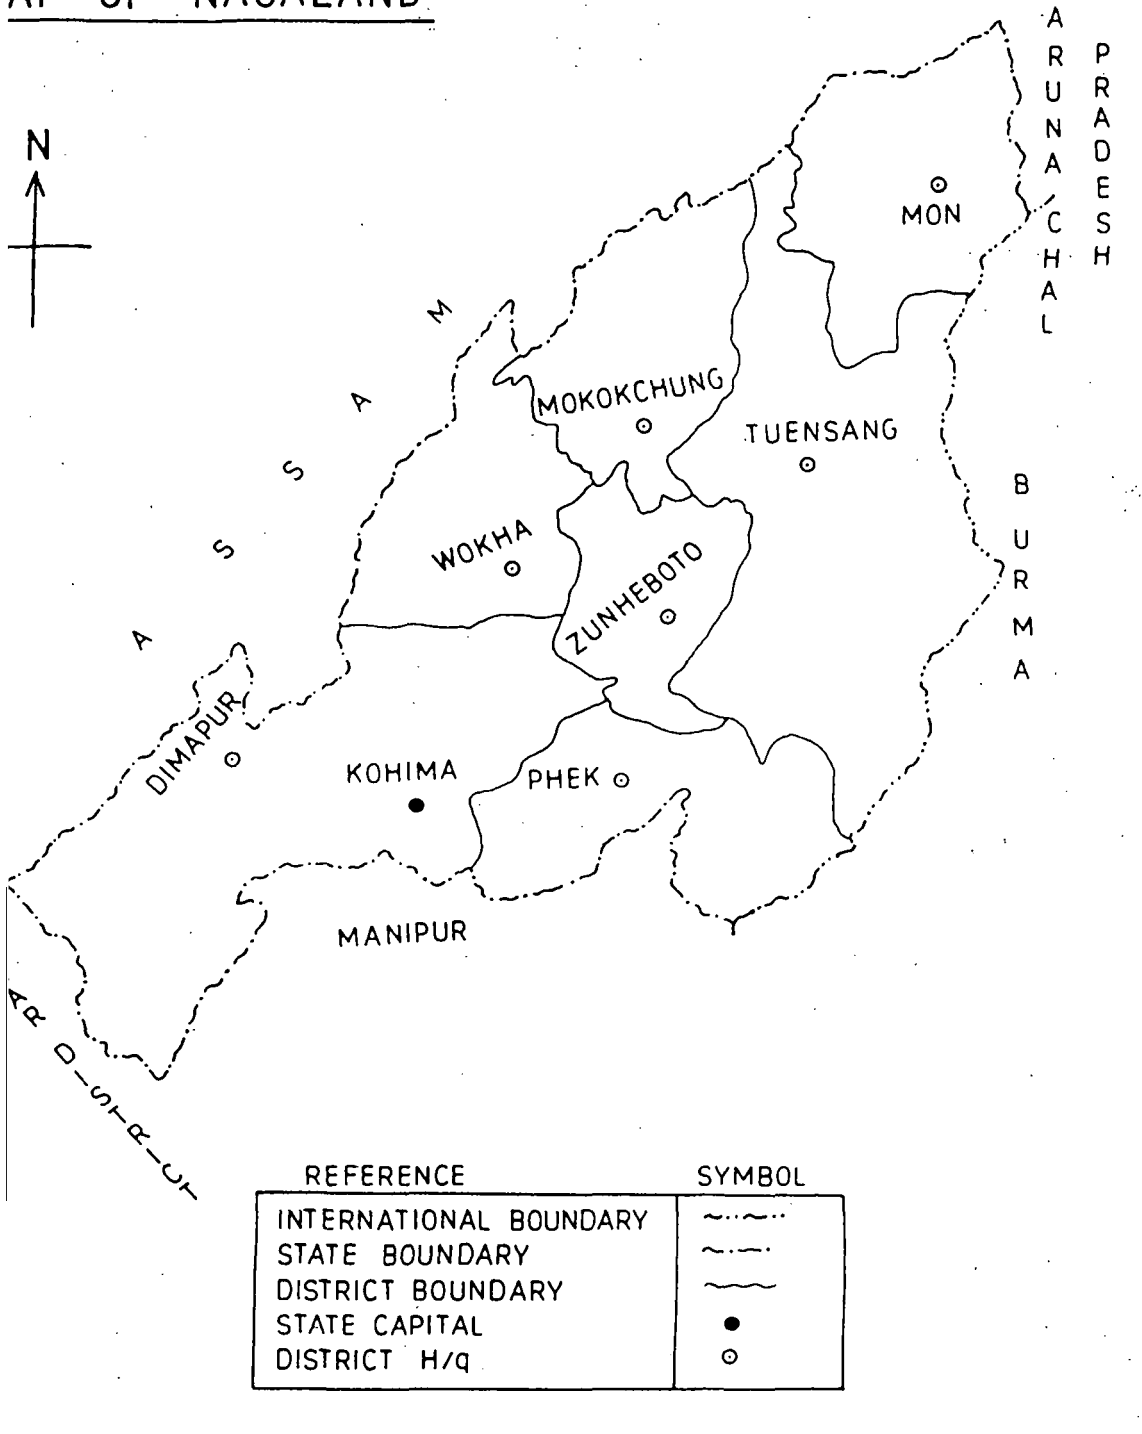 NAGALAND
ARUNACHAL
PRADESH
N
MON
ASSAM
MOKOKCHUNG
TUENSANG
BURMA
WOKHA
ZUNHEBOTO
DIMAPUR
KOHIMA
PHEK
MANIPUR
AR DISTRICT
REFERENCE SYMBOL
INTERNATIONAL BOUNDARY
STATE BOUNDARY
DISTRICT BOUNDARY
STATE CAPITAL
DISTRICT H/q